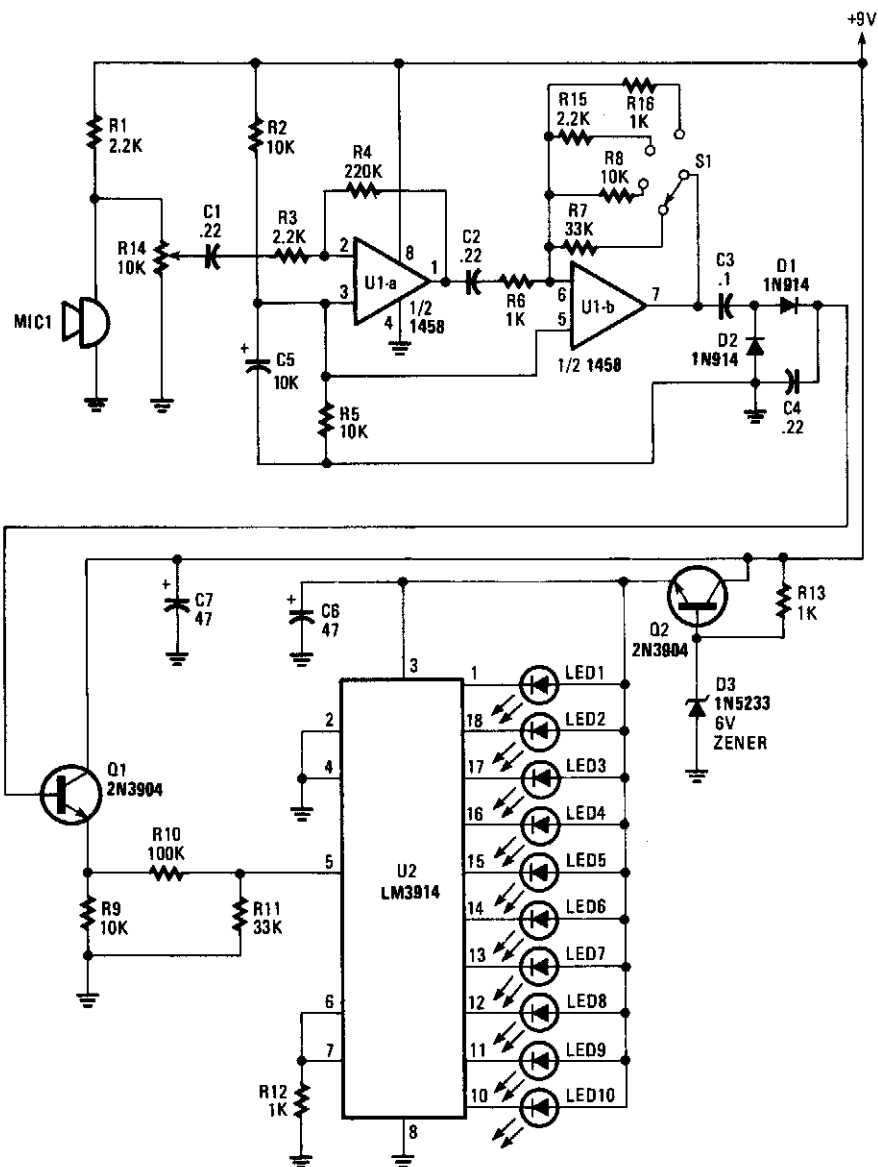 +9V
R1
2.2K
R2
10K
R4
220K
R15
2.2K
R16
1K
R8
10K
S1
R7
33K
R14
10K
C1
.22
R3
2.2K
2
3
U1-a
8
1
4
1/2
1458
C2
.22
R6
1K
6
5
U1-b
7
1/2 1458
C3
.1
D1
1N914
D2
1N914
C4
.22
MIC1
+
C5
10K
R5
10K
+
C7
47
+
C6
47
Q2
2N3904
R13
1K
D3
1N5233
6V
ZENER
Q1
2N3904
R10
100K
R9
10K
R11
33K
R12
1K
3
2
4
5
6
7
8
U2
LM3914
1
LED1
18
LED2
17
LED3
16
LED4
15
LED5
14
LED6
13
LED7
12
LED8
11
LED9
10
LED10